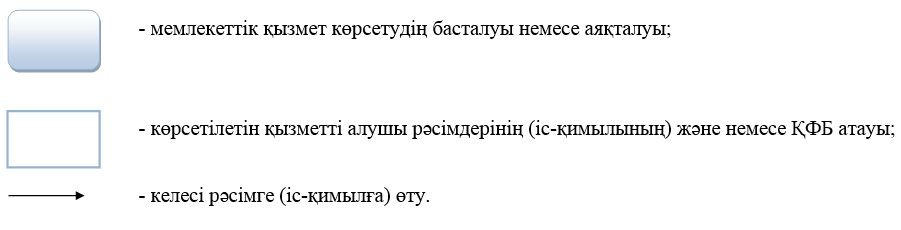 - мемлекеттік қызмет көрсетудің басталуы немесе аяқталуы;
- көрсетілетін қызметті алушы рәсімдерінің (іс-қимылының) және немесе ҚФБ атауы;
- келесі рәсімге (іс-қимылға) өту.